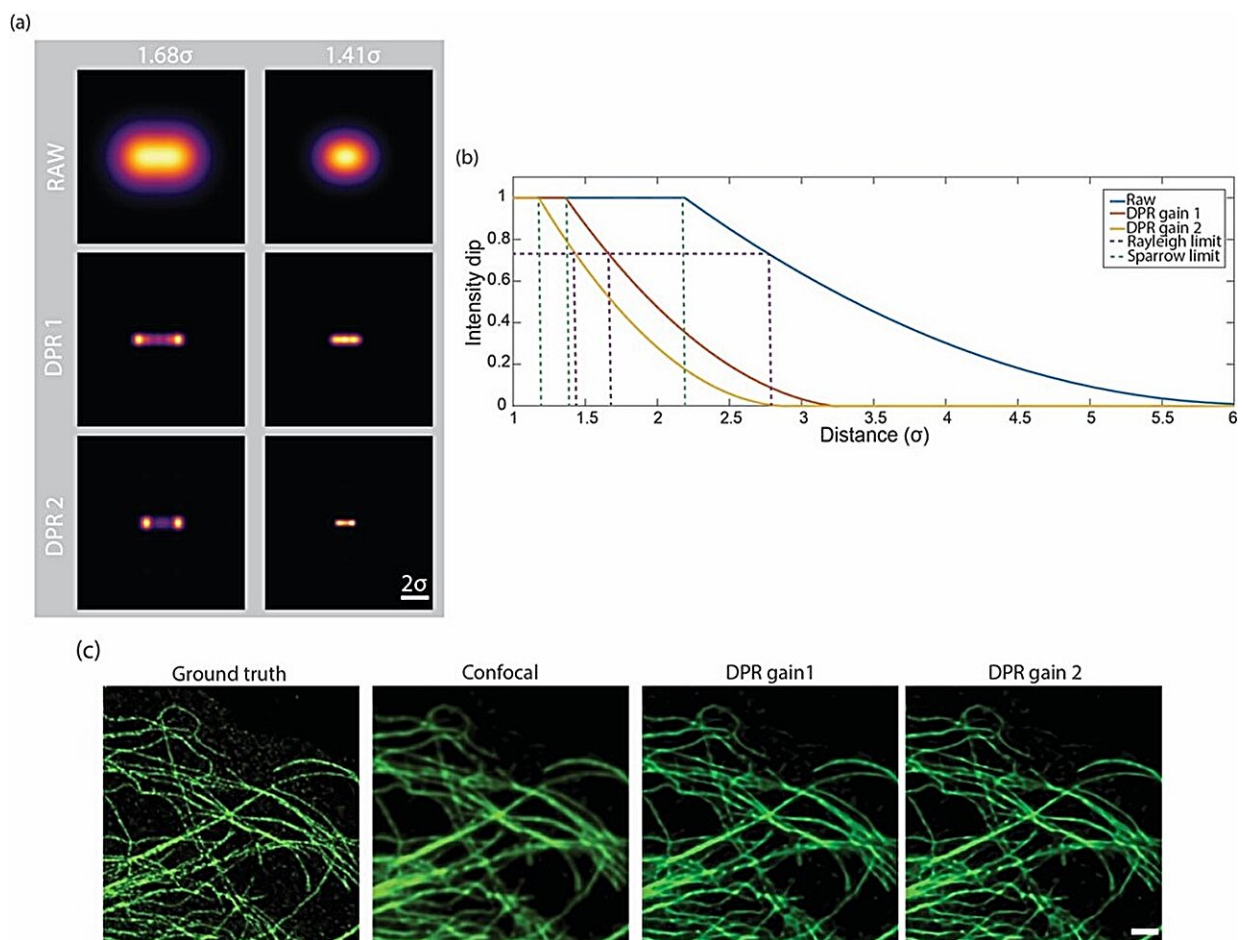 (a)
1.68σ 1.41σ
RAW
DPR 1
DPR 2
2σ
(b)
Intensity dip
1
0.8
0.6
0.4
0.2
0
1 1.5 2 2.5 3 3.5 4 4.5 5 5.5 6
Distance (σ)
Raw
DPR gain 1
DPR gain 2
Rayleigh limit
Sparrow limit
(c)
Ground truth Confocal DPR gain1 DPR gain 2